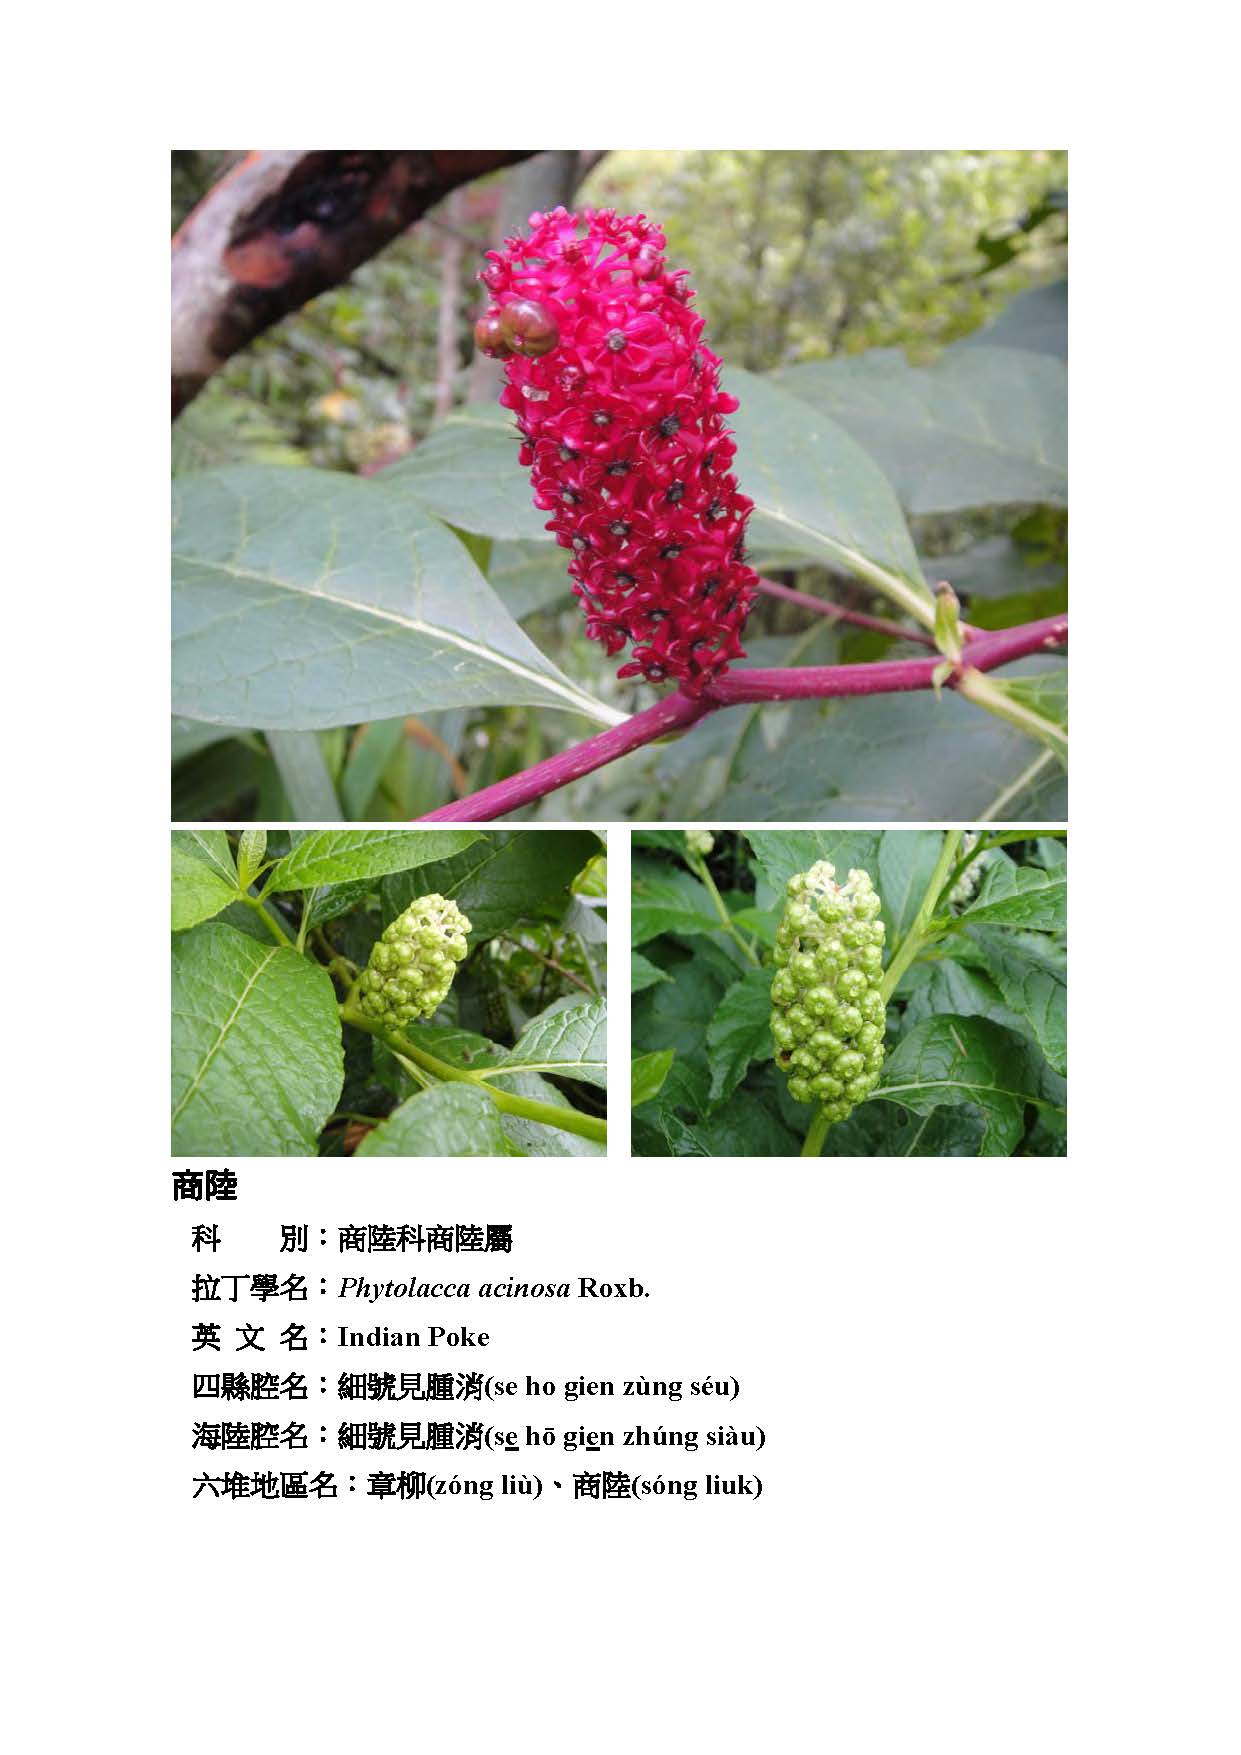 商陸
科　　別：商陸科商陸屬
拉丁學名：Phytolacca acinosa Roxb.
英 文 名：Indian Poke
四縣腔名：細號見腫消(se ho gien zùng séu)
海陸腔名：細號見腫消(se hō gien zhúng siàu)
六堆地區名：章柳(zóng liù)、商陸(sóng liuk)